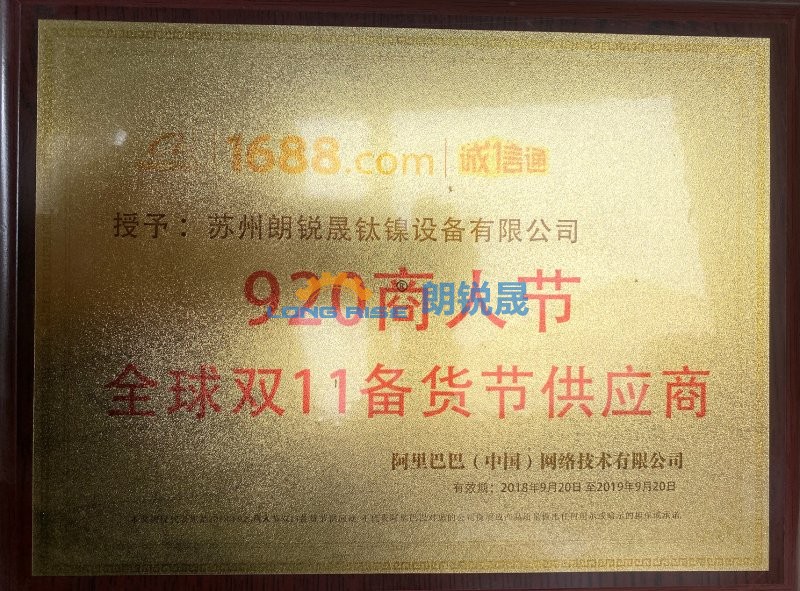 1688.com | 诚信通
授予：苏州朗锐晟钛镍设备有限公司
920商人节
LONG RISE® 朗锐晟
全球双11备货节供应商
阿里巴巴（中国）网络技术有限公司
有效期：2018年9月20日至2019年9月20日